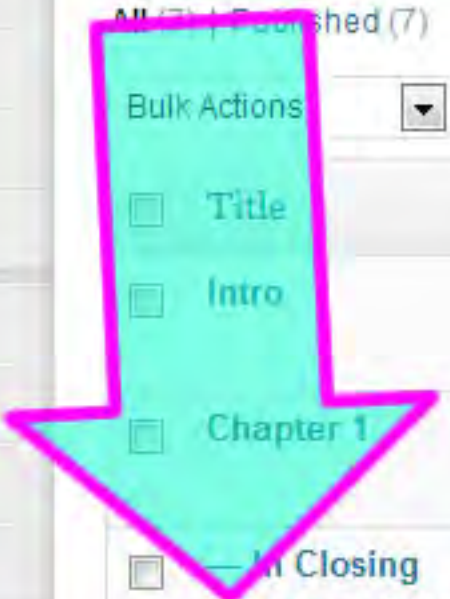 All (7) | Published (7)
Bulk Actions
Title
Intro
Chapter 1
— In Closing